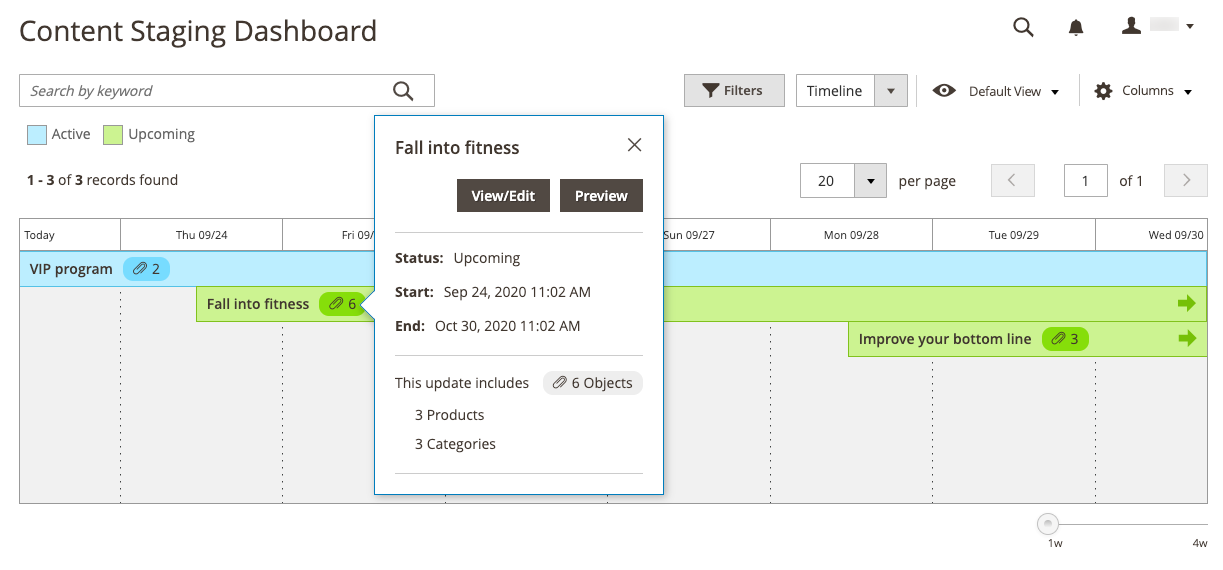 Content Staging Dashboard
Search by keyword
Filters
Timeline
Default View
Columns
Active
Upcoming
1 - 3 of 3 records found
20
per page
1
of 1
Today
Thu 09/24
Fri 09/
Sun 09/27
Mon 09/28
Tue 09/29
Wed 09/30
VIP program
2
Fall into fitness
6
Improve your bottom line
3
Fall into fitness
View/Edit
Preview
Status: Upcoming
Start: Sep 24, 2020 11:02 AM
End: Oct 30, 2020 11:02 AM
This update includes
6 Objects
3 Products
3 Categories
1w
4w